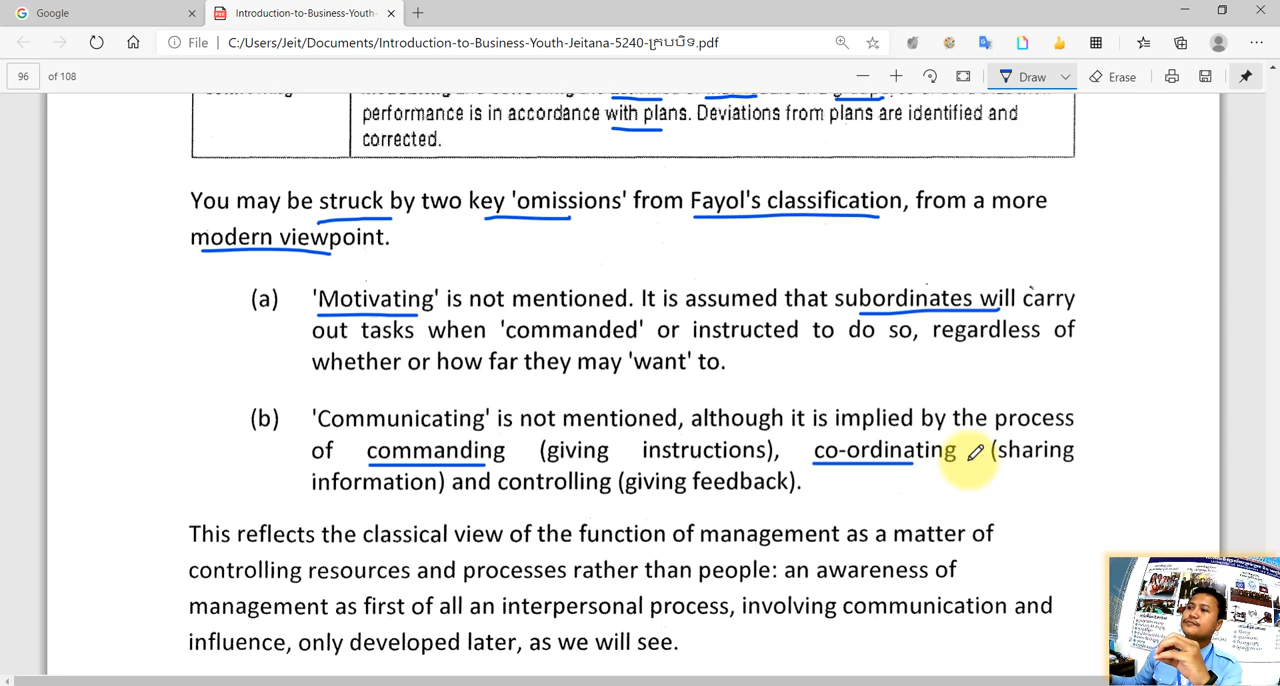 Google
Introduction-to-Business-Youth-
File
C:/Users/Jeit/Documents/Introduction-to-Business-Youth-Jeitana-5240-ក្របបិទ.pdf
96 of 108
Draw
Erase
performance is in accordance with plans. Deviations from plans are identified and
corrected.
You may be struck by two key 'omissions' from Fayol's classification, from a more
modern viewpoint.
(a) 'Motivating' is not mentioned. It is assumed that subordinates will carry
out tasks when 'commanded' or instructed to do so, regardless of
whether or how far they may 'want' to.
(b) 'Communicating' is not mentioned, although it is implied by the process
of commanding (giving instructions), co-ordinating (sharing
information) and controlling (giving feedback).
This reflects the classical view of the function of management as a matter of
controlling resources and processes rather than people: an awareness of
management as first of all an interpersonal process, involving communication and
influence, only developed later, as we will see.